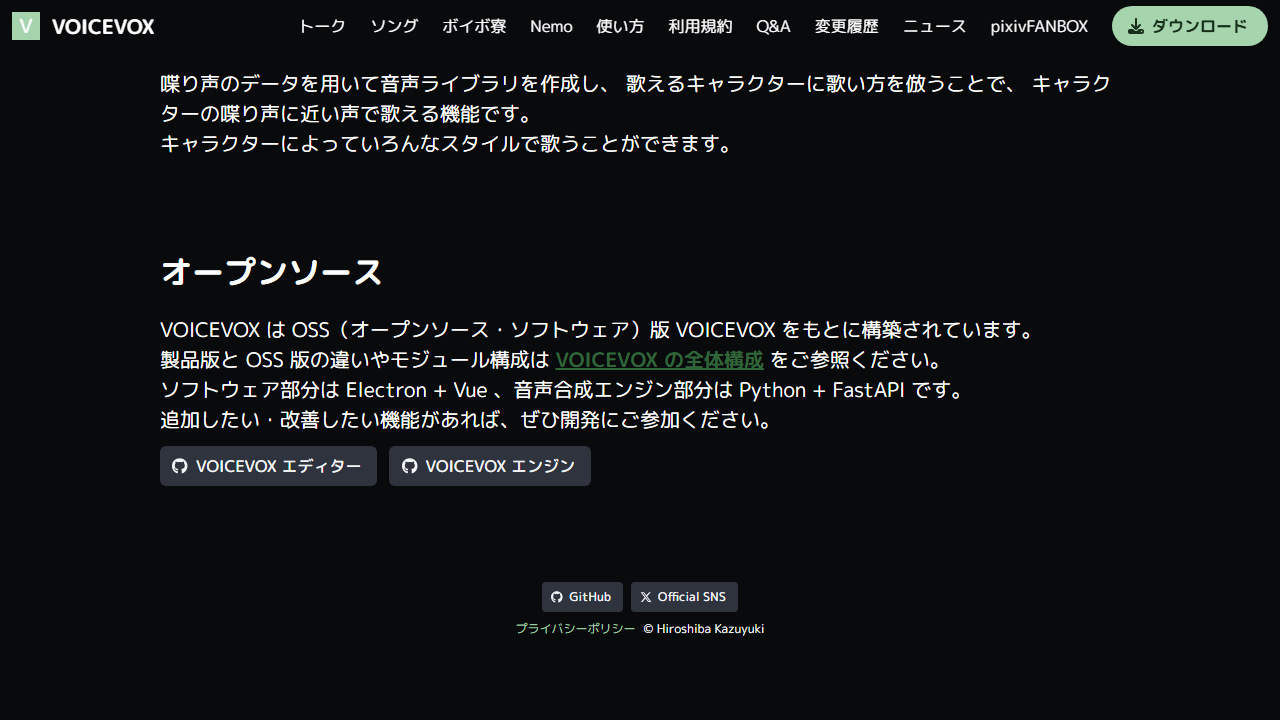 V VOICEVOX トーク ソング ボイボ寮 Nemo 使い方 利用規約 Q&A 変更履歴 ニュース pixivFANBOX ダウンロード
喋り声のデータを用いて音声ライブラリを作成し、 歌えるキャラクターに歌い方を倣うことで、 キャラク
ターの喋り声に近い声で歌える機能です。
キャラクターによっていろんなスタイルで歌うことができます。
オープンソース
VOICEVOX は OSS（オープンソース・ソフトウェア）版 VOICEVOX をもとに構築されています。
製品版と OSS 版の違いやモジュール構成は VOICEVOX の全体構成 をご参照ください。
ソフトウェア部分は Electron + Vue 、音声合成エンジン部分は Python + FastAPI です。
追加したい・改善したい機能があれば、ぜひ開発にご参加ください。
VOICEVOX エディター VOICEVOX エンジン
GitHub Official SNS
プライバシーポリシー © Hiroshiba Kazuyuki